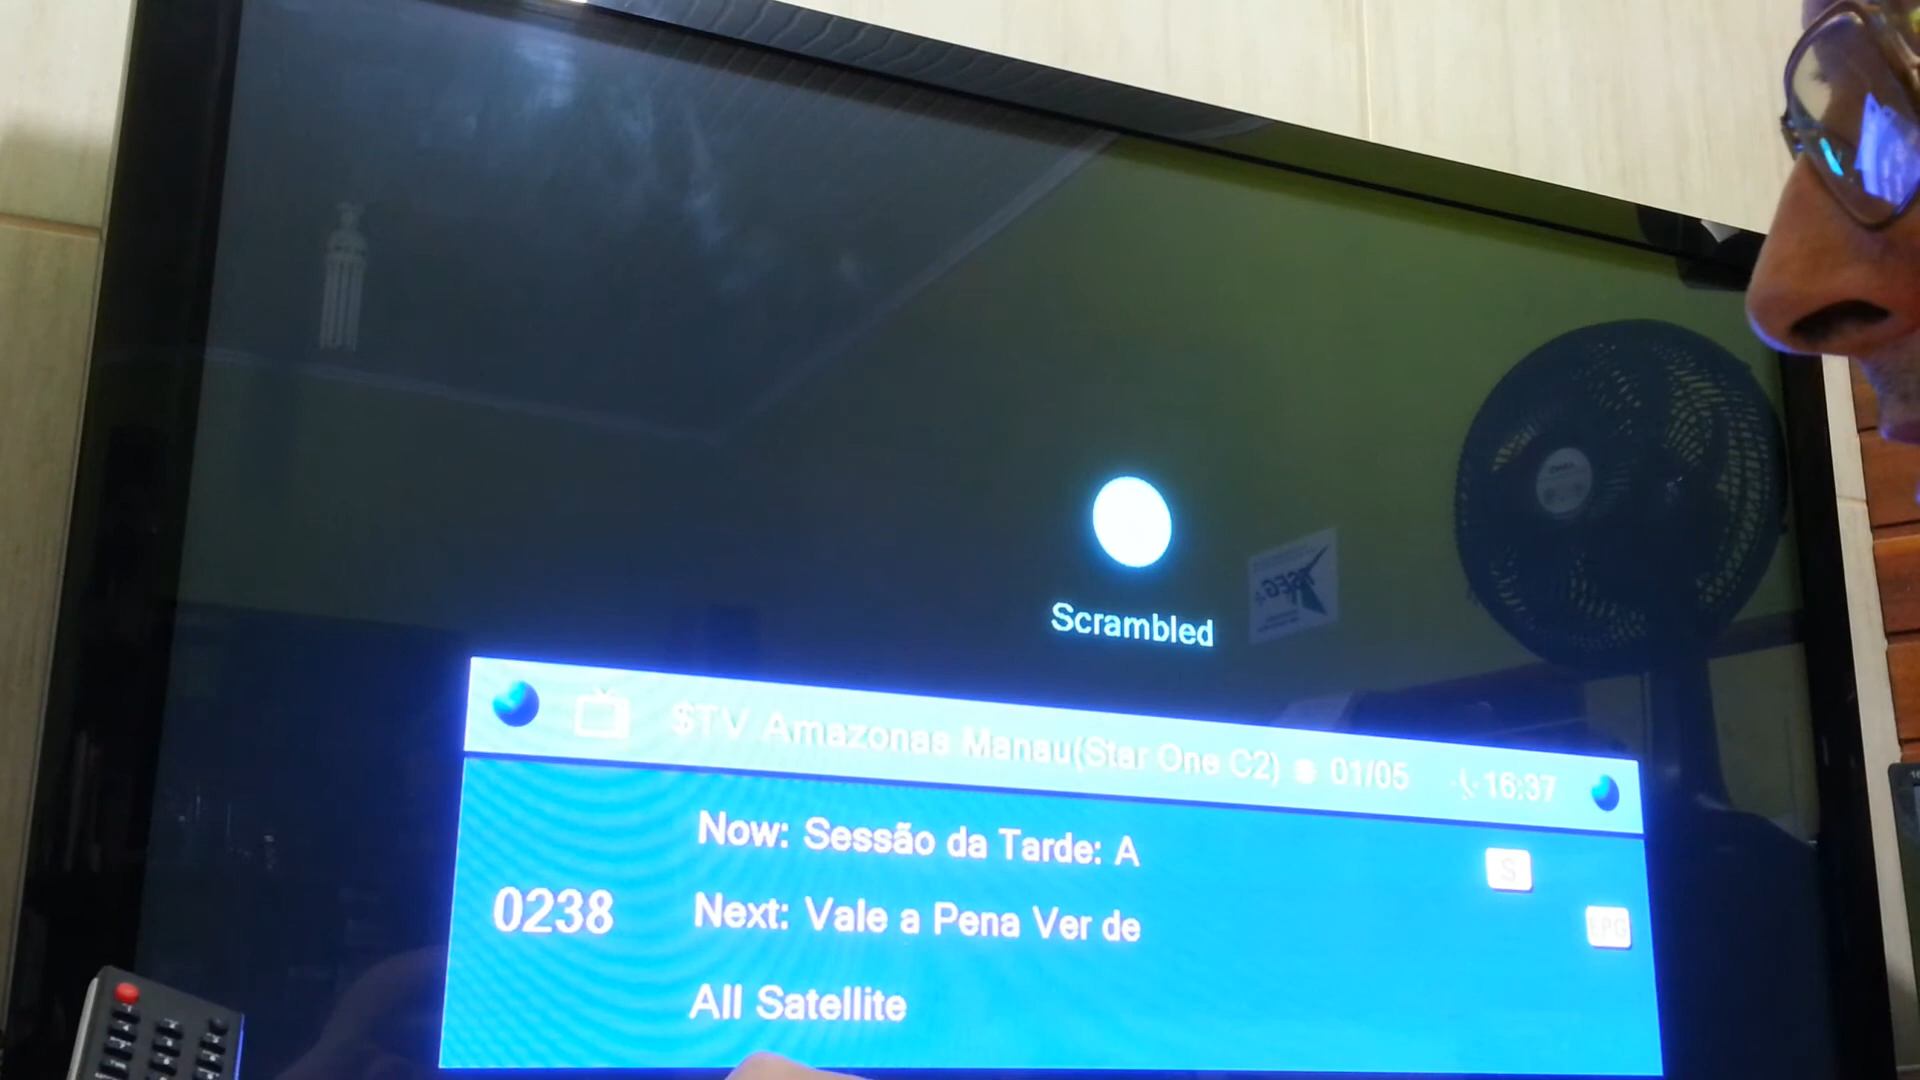 Scrambled
$TV Amazonas Manau(Star One C2) 01/05 16:37
Now: Sessão da Tarde: A
S
0238
Next: Vale a Pena Ver de
EPG
All Satellite